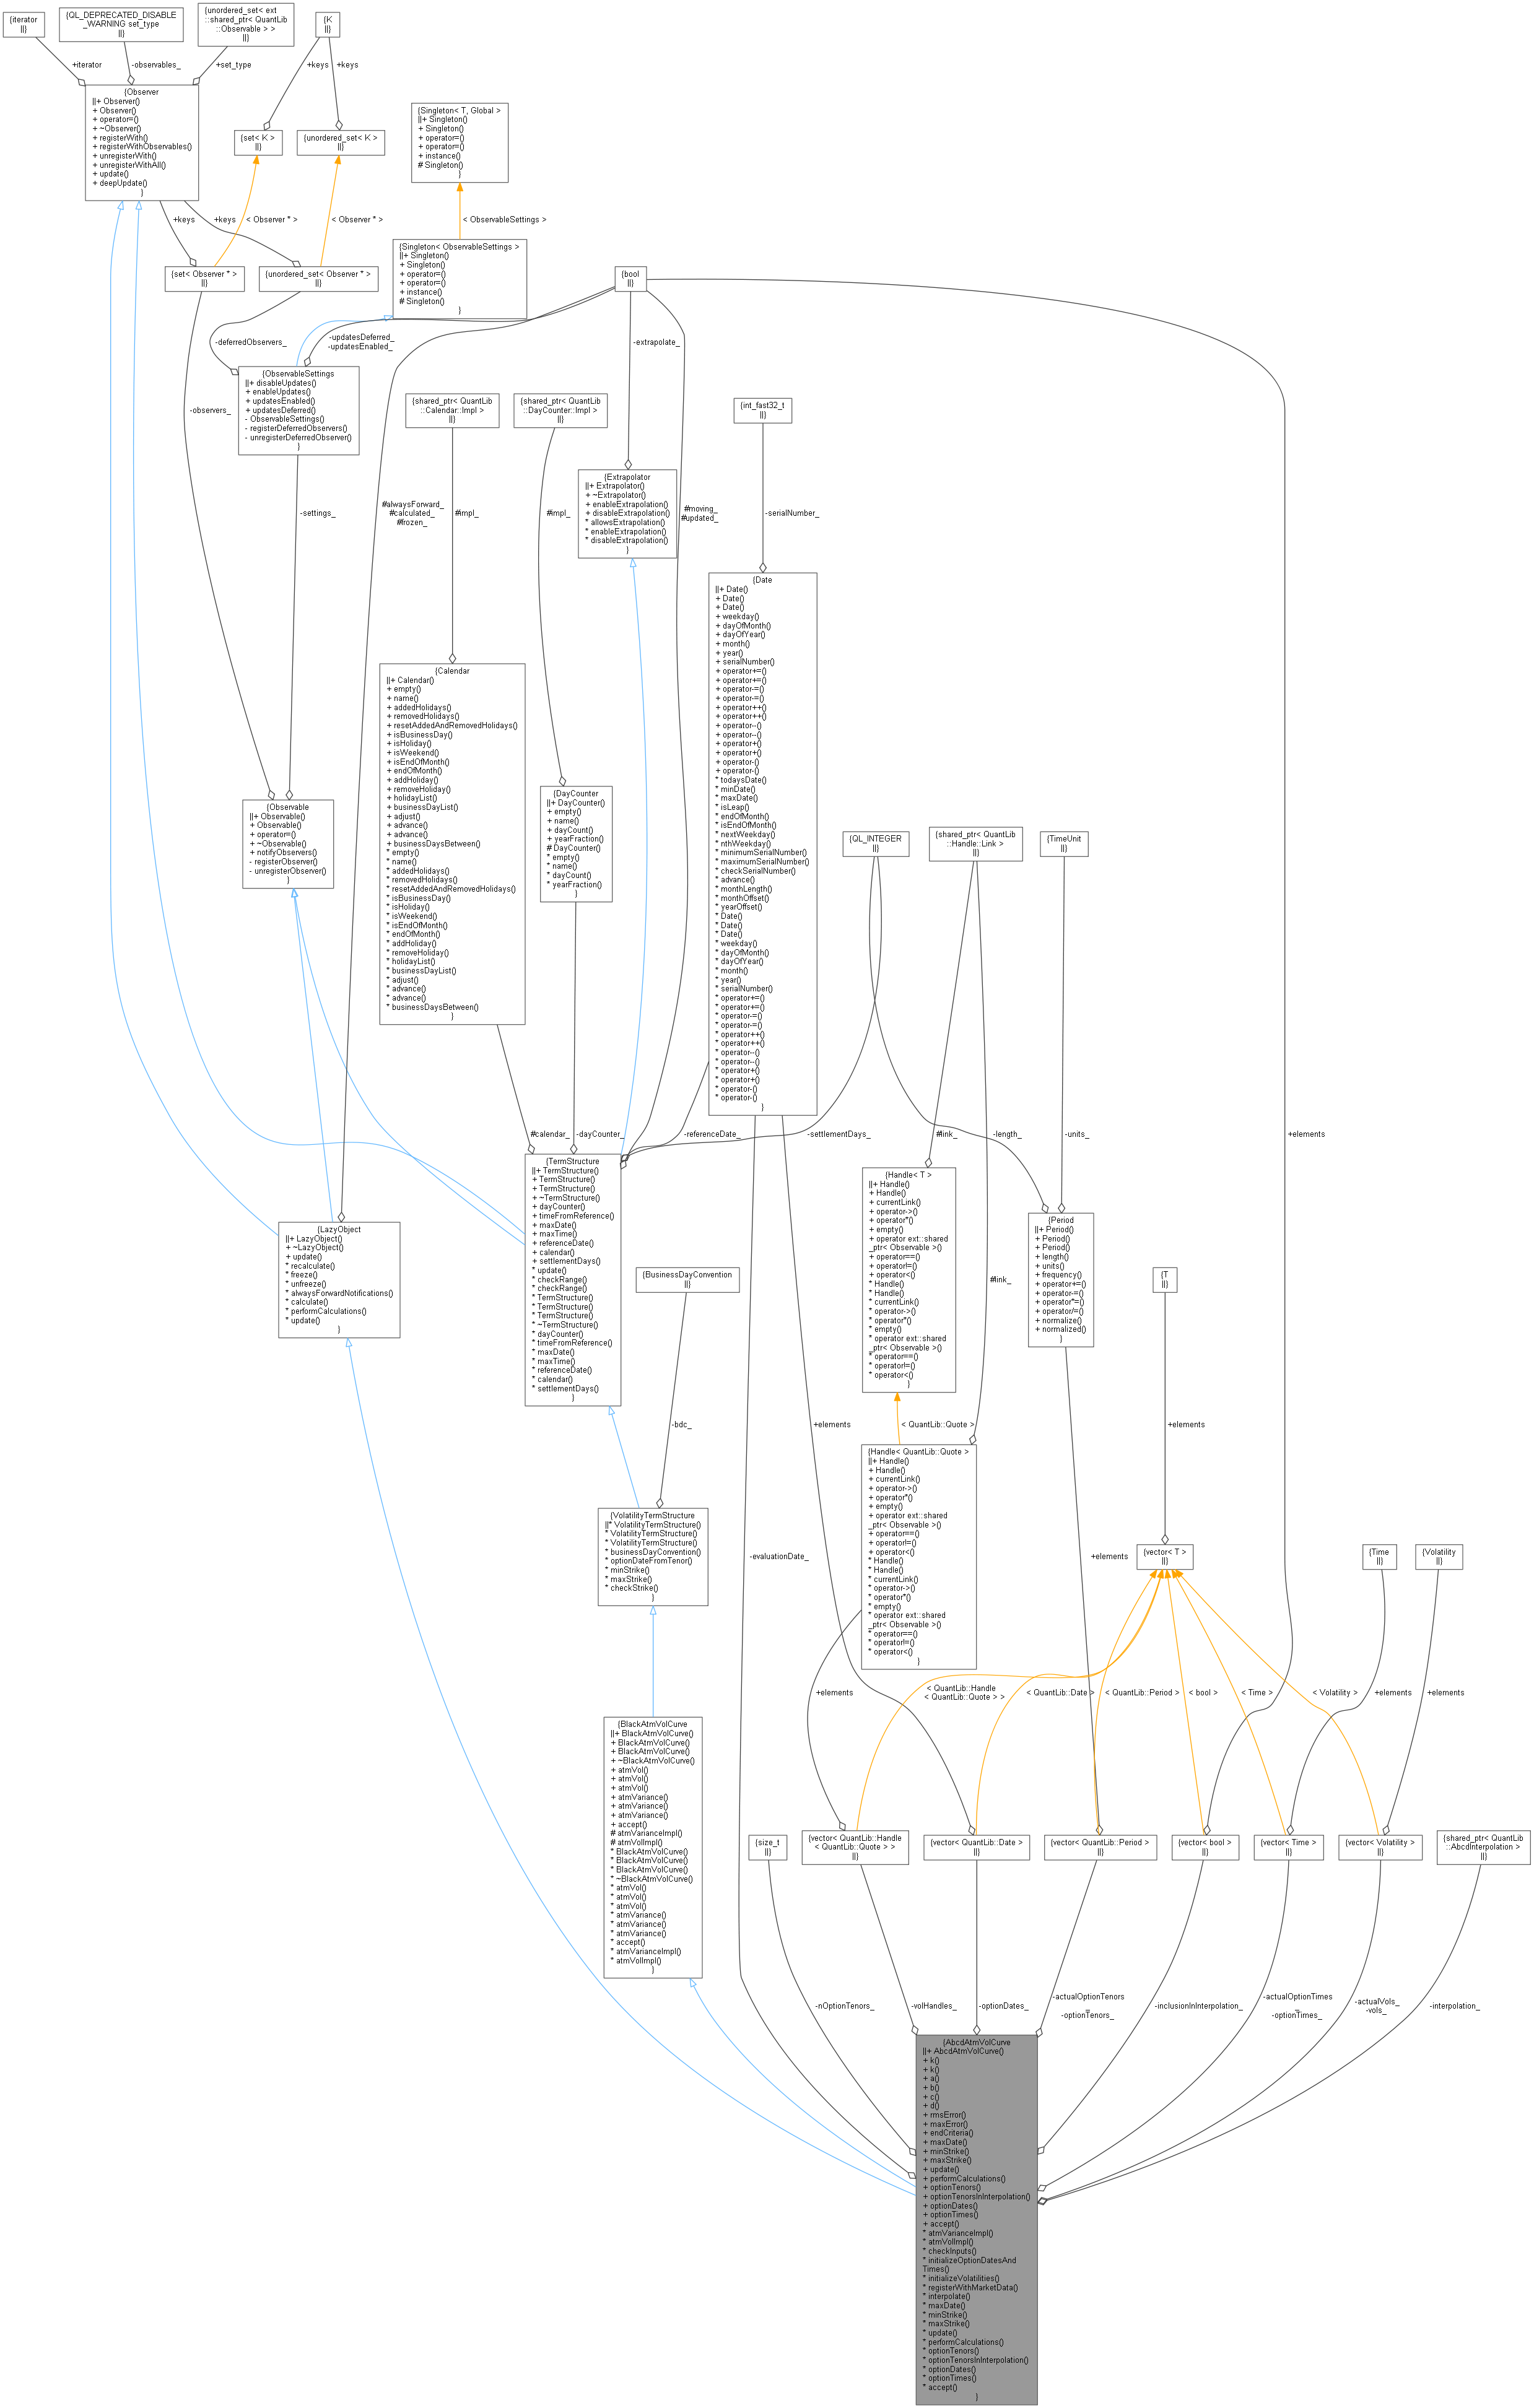 {iterator
||}
{QL_DEPRECATED_DISABLE
_WARNING set_type
||}
{unordered_set< ext
::shared_ptr< QuantLib
::Observable > >
||}
{K
||}
+iterator
-observables_
+set_type
+keys
+keys
{Observer
||+ Observer()
+ Observer()
+ operator=()
+ ~Observer()
+ registerWith()
+ registerWithObservables()
+ unregisterWith()
+ unregisterWithAll()
+ update()
+ deepUpdate()
}
{set< K >
||}
{unordered_set< K >
||}
{Singleton< T, Global >
||+ Singleton()
+ Singleton()
+ operator=()
+ operator=()
+ instance()
# Singleton()
}
+keys
+keys
< Observer * >
< Observer * >
< ObservableSettings >
{set< Observer * >
||}
{unordered_set< Observer * >
||}
{Singleton< ObservableSettings >
||+ Singleton()
+ Singleton()
+ operator=()
+ operator=()
+ instance()
# Singleton()
}
{bool
||}
-deferredObservers_
-updatesDeferred_
-updatesEnabled_
-extrapolate_
{ObservableSettings
||+ disableUpdates()
+ enableUpdates()
+ updatesEnabled()
+ updatesDeferred()
- ObservableSettings()
- registerDeferredObservers()
- unregisterDeferredObserver()
}
-observers_
{shared_ptr< QuantLib
::Calendar::Impl >
||}
{shared_ptr< QuantLib
::DayCounter::Impl >
||}
{int_fast32_t
||}
{Extrapolator
||+ Extrapolator()
+ ~Extrapolator()
+ enableExtrapolation()
+ disableExtrapolation()
* allowsExtrapolation()
* enableExtrapolation()
* disableExtrapolation()
}
-settings_
#alwaysForward_
#calculated_
#frozen_
#impl_
#impl_
#moving_
#updated_
-serialNumber_
{Date
||+ Date()
+ Date()
+ Date()
+ weekday()
+ dayOfMonth()
+ dayOfYear()
+ month()
+ year()
+ serialNumber()
+ operator+=()
+ operator+=()
+ operator-=()
+ operator-=()
+ operator++()
+ operator++()
+ operator--()
+ operator--()
+ operator+()
+ operator+()
+ operator-()
+ operator-()
* todaysDate()
* minDate()
* maxDate()
* isLeap()
* endOfMonth()
* isEndOfMonth()
* nextWeekday()
* nthWeekday()
* minimumSerialNumber()
* maximumSerialNumber()
* checkSerialNumber()
* advance()
* monthLength()
* monthOffset()
* yearOffset()
* Date()
* Date()
* Date()
* weekday()
* dayOfMonth()
* dayOfYear()
* month()
* year()
* serialNumber()
* operator+=()
* operator+=()
* operator-=()
* operator-=()
* operator++()
* operator++()
* operator--()
* operator--()
* operator+()
* operator+()
* operator-()
* operator-()
}
{Calendar
||+ Calendar()
+ empty()
+ name()
+ addedHolidays()
+ removedHolidays()
+ resetAddedAndRemovedHolidays()
+ isBusinessDay()
+ isHoliday()
+ isWeekend()
+ isEndOfMonth()
+ endOfMonth()
+ addHoliday()
+ removeHoliday()
+ holidayList()
+ businessDayList()
+ adjust()
+ advance()
+ advance()
+ businessDaysBetween()
* empty()
* name()
* addedHolidays()
* removedHolidays()
* resetAddedAndRemovedHolidays()
* isBusinessDay()
* isHoliday()
* isWeekend()
* isEndOfMonth()
* endOfMonth()
* addHoliday()
* removeHoliday()
* holidayList()
* businessDayList()
* adjust()
* advance()
* advance()
* businessDaysBetween()
}
{DayCounter
||+ DayCounter()
+ empty()
+ name()
+ dayCount()
+ yearFraction()
# DayCounter()
* empty()
* name()
* dayCount()
* yearFraction()
}
{Observable
||+ Observable()
+ Observable()
+ operator=()
+ ~Observable()
+ notifyObservers()
- registerObserver()
- unregisterObserver()
}
{QL_INTEGER
||}
{shared_ptr< QuantLib
::Handle::Link >
||}
{TimeUnit
||}
#calendar_
-dayCounter_
-referenceDate_
-settlementDays_
#link_
-length_
-units_
+elements
{TermStructure
||+ TermStructure()
+ TermStructure()
+ TermStructure()
+ ~TermStructure()
+ dayCounter()
+ timeFromReference()
+ maxDate()
+ maxTime()
+ referenceDate()
+ calendar()
+ settlementDays()
* update()
* checkRange()
* checkRange()
* TermStructure()
* TermStructure()
* TermStructure()
* ~TermStructure()
* dayCounter()
* timeFromReference()
* maxDate()
* maxTime()
* referenceDate()
* calendar()
* settlementDays()
}
{Handle< T >
||+ Handle()
+ Handle()
+ currentLink()
+ operator->()
+ operator*()
+ empty()
+ operator ext::shared
_ptr< Observable >()
+ operator==()
+ operator!=()
+ operator<()
* Handle()
* Handle()
* currentLink()
* operator->()
* operator*()
* empty()
* operator ext::shared
_ptr< Observable >()
* operator==()
* operator!=()
* operator<()
}
{Period
||+ Period()
+ Period()
+ Period()
+ length()
+ units()
+ frequency()
+ operator+=()
+ operator-=()
+ operator*=()
+ operator/=()
+ normalize()
+ normalized()
}
{LazyObject
||+ LazyObject()
+ ~LazyObject()
+ update()
* recalculate()
* freeze()
* unfreeze()
* alwaysForwardNotifications()
* calculate()
* performCalculations()
* update()
}
{BusinessDayConvention
||}
#link_
{T
||}
-bdc_
+elements
< QuantLib::Quote >
+elements
{Handle< QuantLib::Quote >
||+ Handle()
+ Handle()
+ currentLink()
+ operator->()
+ operator*()
+ empty()
+ operator ext::shared
_ptr< Observable >()
+ operator==()
+ operator!=()
+ operator<()
* Handle()
* Handle()
* currentLink()
* operator->()
* operator*()
* empty()
* operator ext::shared
_ptr< Observable >()
* operator==()
* operator!=()
* operator<()
}
{VolatilityTermStructure
||* VolatilityTermStructure()
* VolatilityTermStructure()
* VolatilityTermStructure()
* businessDayConvention()
* optionDateFromTenor()
* minStrike()
* maxStrike()
* checkStrike()
}
-evaluationDate_
+elements
{vector< T >
||}
{Time
||}
{Volatility
||}
+elements
< QuantLib::Handle
< QuantLib::Quote > >
< QuantLib::Date >
< QuantLib::Period >
< bool >
< Time >
+elements
< Volatility >
+elements
{BlackAtmVolCurve
||+ BlackAtmVolCurve()
+ BlackAtmVolCurve()
+ BlackAtmVolCurve()
+ ~BlackAtmVolCurve()
+ atmVol()
+ atmVol()
+ atmVol()
+ atmVariance()
+ atmVariance()
+ atmVariance()
+ accept()
# atmVarianceImpl()
# atmVolImpl()
* BlackAtmVolCurve()
* BlackAtmVolCurve()
* BlackAtmVolCurve()
* ~BlackAtmVolCurve()
* atmVol()
* atmVol()
* atmVol()
* atmVariance()
* atmVariance()
* atmVariance()
* accept()
* atmVarianceImpl()
* atmVolImpl()
}
{size_t
||}
{vector< QuantLib::Handle
< QuantLib::Quote > >
||}
{vector< QuantLib::Date >
||}
{vector< QuantLib::Period >
||}
{vector< bool >
||}
{vector< Time >
||}
{vector< Volatility >
||}
{shared_ptr< QuantLib
::AbcdInterpolation >
||}
-nOptionTenors_
-volHandles_
-optionDates_
-actualOptionTenors
_
-optionTenors_
-inclusionInInterpolation_
-actualOptionTimes
_
-optionTimes_
-actualVols_
-vols_
-interpolation_
{AbcdAtmVolCurve
||+ AbcdAtmVolCurve()
+ k()
+ k()
+ a()
+ b()
+ c()
+ d()
+ rmsError()
+ maxError()
+ endCriteria()
+ maxDate()
+ minStrike()
+ maxStrike()
+ update()
+ performCalculations()
+ optionTenors()
+ optionTenorsInInterpolation()
+ optionDates()
+ optionTimes()
+ accept()
* atmVarianceImpl()
* atmVolImpl()
* checkInputs()
* initializeOptionDatesAnd
Times()
* initializeVolatilities()
* registerWithMarketData()
* interpolate()
* maxDate()
* minStrike()
* maxStrike()
* update()
* performCalculations()
* optionTenors()
* optionTenorsInInterpolation()
* optionDates()
* optionTimes()
* accept()
}